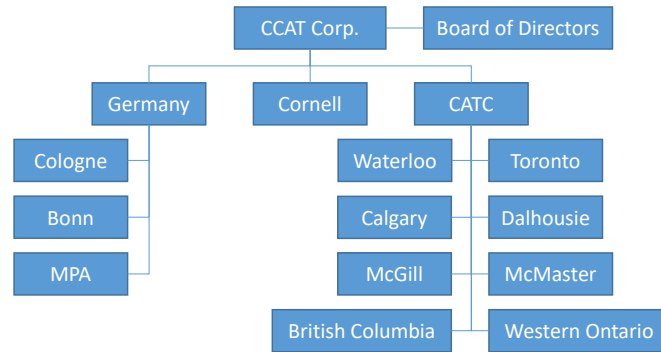 CCAT Corp.
Board of Directors
Germany
Cornell
CATC
Cologne
Waterloo
Toronto
Bonn
Calgary
Dalhousie
MPA
McGill
McMaster
British Columbia
Western Ontario